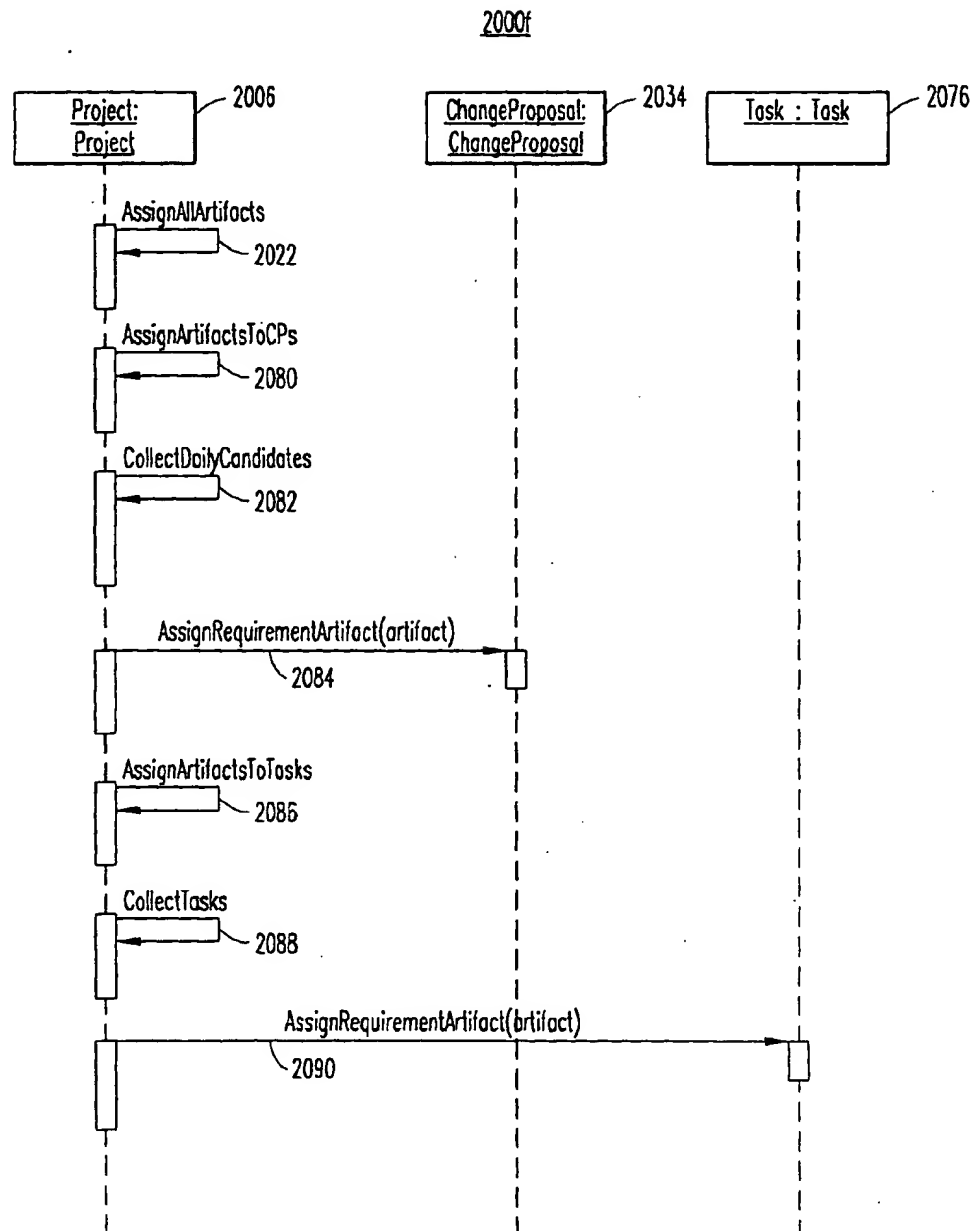 2000f
Project:
Project
2006
ChangeProposal:
ChangeProposal
2034
Task : Task
2076
AssignAllArtifacts
2022
AssignArtifactsToCPs
2080
CollectDailyCandidates
2082
AssignRequirementArtifact(artifact)
2084
AssignArtifactsToTasks
2086
CollectTasks
2088
AssignRequirementArtifact(artifact)
2090